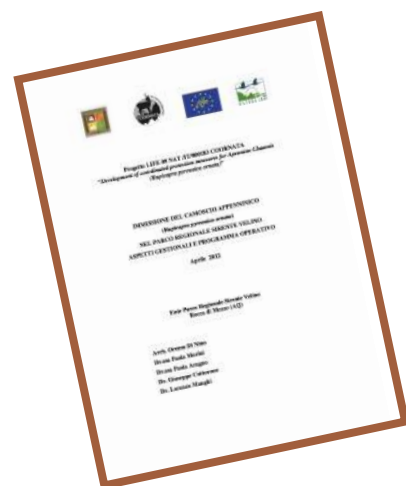 Progetto LIFE 09 NAT /IT/000183 COORNATA
"Development of coordinated protection measures for Apennine Chamois
(Rupicapra pyrenaica ornata)"
IMMISSIONE DEL CAMOSCIO APPENNINICO
(Rupicapra pyrenaica ornata)
NEL PARCO REGIONALE SIRENTE VELINO
ASPETTI GESTIONALI E PROGRAMMA OPERATIVO
Aprile 2012
Ente Parco Regionale Sirente Velino
Rocca di Mezzo (AQ)
Arch. Oremo Di Nino
Dr.ssa Paola Morini
Dr.ssa Paola Aragno
Dr. Giuseppe
Dr. Luciano